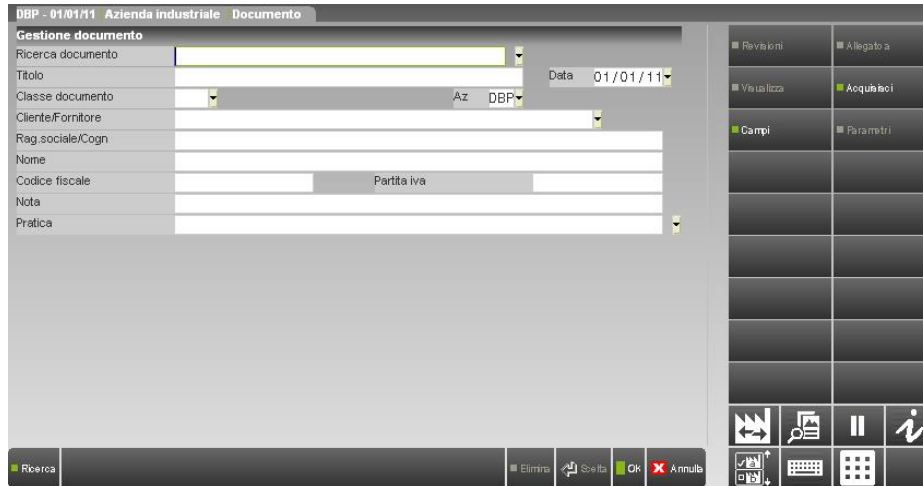 DBP - 01/01/11 Azienda industriale Documento
Gestione documento
Ricerca documento
Titolo Data 01/01/11
Classe documento Az DBP
Cliente/Fornitore
Rag.sociale/Cogn
Nome
Codice fiscale Partita iva
Nota
Pratica
Revisioni Allegato a
Visualizza Acquisisci
Campi Parametri
Ricerca Elimina Scelta OK Annulla